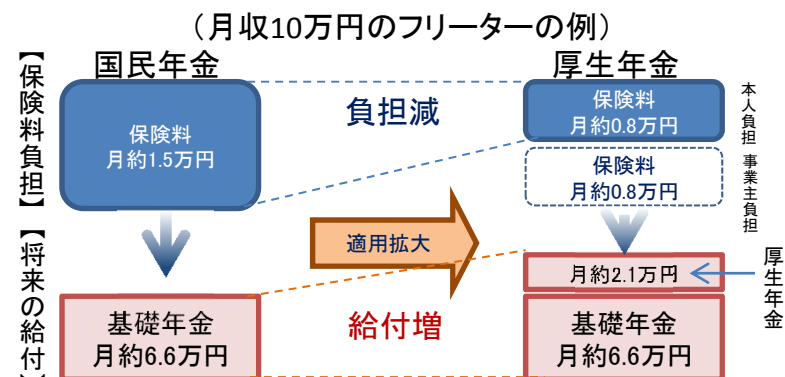 （月収10万円のフリーターの例）
【保険料負担】
国民年金
厚生年金
保険料
月約1.5万円
負担減
保険料
月約0.8万円
本人負担
保険料
月約0.8万円
事業主負担
適用拡大
【将来の給付】
月約2.1万円
厚生年金
基礎年金
月約6.6万円
給付増
基礎年金
月約6.6万円